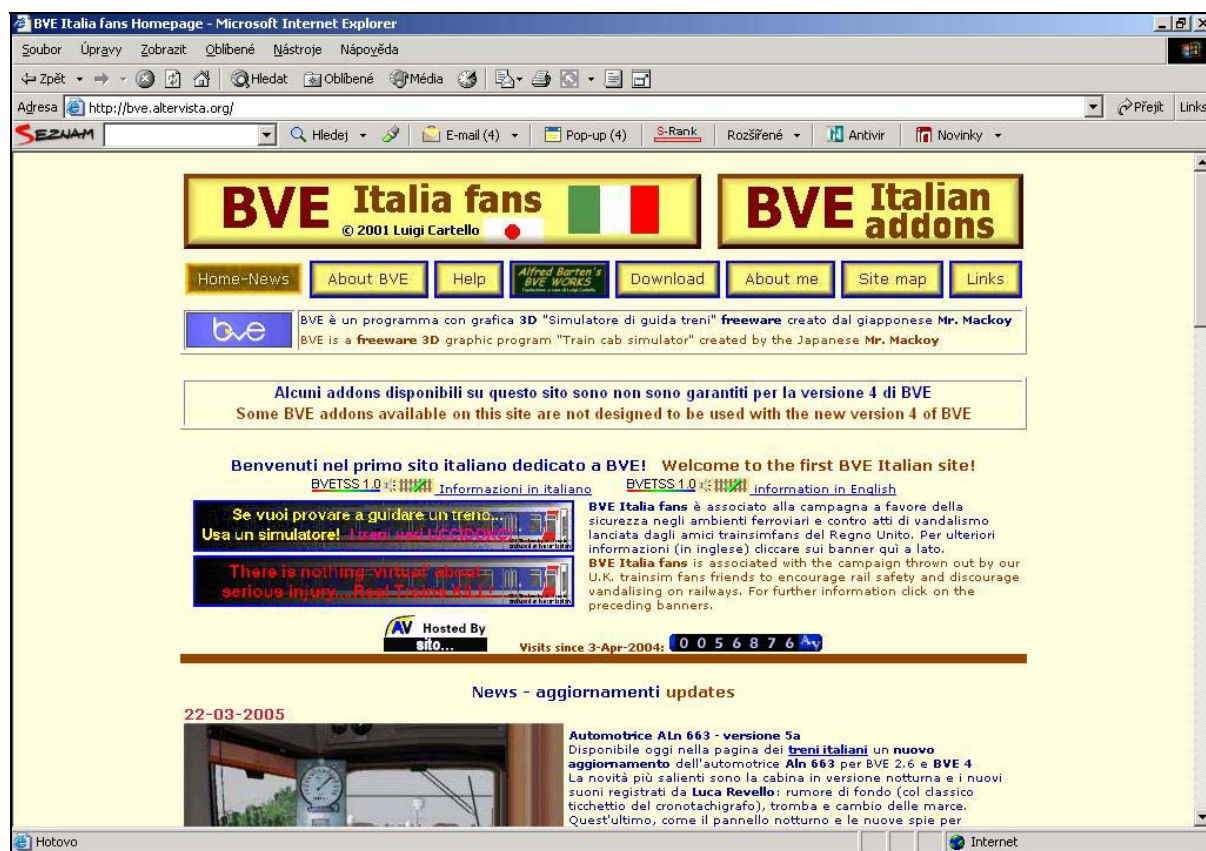 BVE Italia fans Homepage - Microsoft Internet Explorer
Soubor Úpravy Zobrazit Oblíbené Nástroje Nápověda
Zpět Hledat Oblíbené Média
Adresa http://bve.altervista.org/ Přejít Links
SEZNAM Hledej E-mail (4) Pop-up (4) S-Rank Rozšířené Antivir Novinky
BVE Italia fans
© 2001 Luigi Cartello
BVE Italian addons
Home-News About BVE Help Alfred Barten's BVE WORKS Download About me Site map Links
bve
BVE è un programma con grafica 3D "Simulatore di guida treni" freeware creato dal giapponese Mr. Mackoy
BVE is a freeware 3D graphic program "Train cab simulator" created by the Japanese Mr. Mackoy
Alcuni addons disponibili su questo sito sono non sono garantiti per la versione 4 di BVE
Some BVE addons available on this site are not designed to be used with the new version 4 of BVE
Benvenuti nel primo sito italiano dedicato a BVE! Welcome to the first BVE Italian site!
BVETSS 1.0 Informazioni in italiano BVETSS 1.0 information in English
Se vuoi provare a guidare un treno...
Usa un simulatore! I treni veri UCCIDONO!
There is nothing 'virtual' about
serious injury... Real Trains KILL!
BVE Italia fans è associato alla campagna a favore della
sicurezza negli ambienti ferroviari e contro atti di vandalismo
lanciata dagli amici trainsimfans del Regno Unito. Per ulteriori
informazioni (in inglese) cliccare sui banner quì a lato.
BVE Italia fans is associated with the campaign thrown out by our
U.K. trainsim fans friends to encourage rail safety and discourage
vandalising on railways. For further information click on the
preceding banners.
AV Hosted By
sito...
Visits since 3-Apr-2004: 0 0 5 6 8 7 6 AV
News - aggiornamenti updates
22-03-2005
Automotrice ALn 663 - versione 5a
Disponibile oggi nella pagina dei treni italiani un nuovo
aggiornamento dell'automotrice Aln 663 per BVE 2.6 e BVE 4
La novità più salienti sono la cabina in versione notturna e i nuovi
suoni registrati da Luca Revello: rumore di fondo (col classico
ticchettio del cronotachigrafo), tromba e cambio delle marce.
Quest'ultimo, come il pannello notturno e le nuove spie per
Hotovo Internet